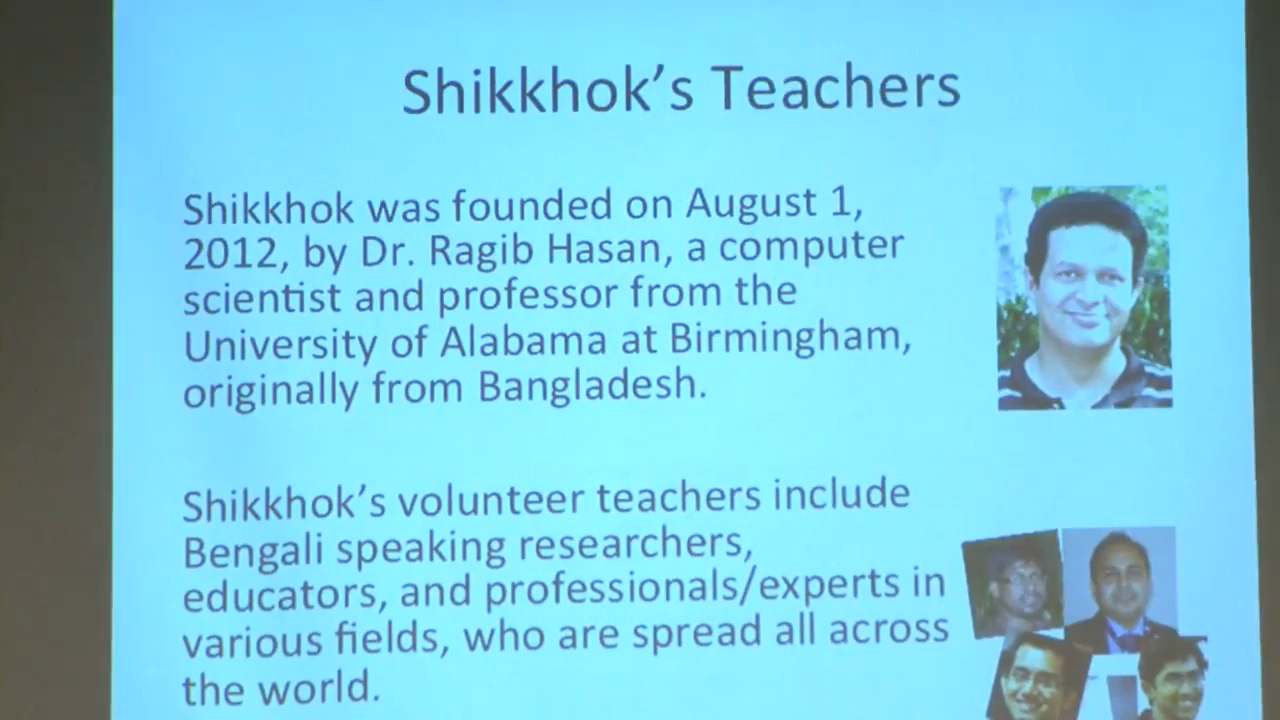 Shikkhok's Teachers
Shikkhok was founded on August 1,
2012, by Dr. Ragib Hasan, a computer
scientist and professor from the
University of Alabama at Birmingham,
originally from Bangladesh.
Shikkhok's volunteer teachers include
Bengali speaking researchers,
educators, and professionals/experts in
various fields, who are spread all across
the world.